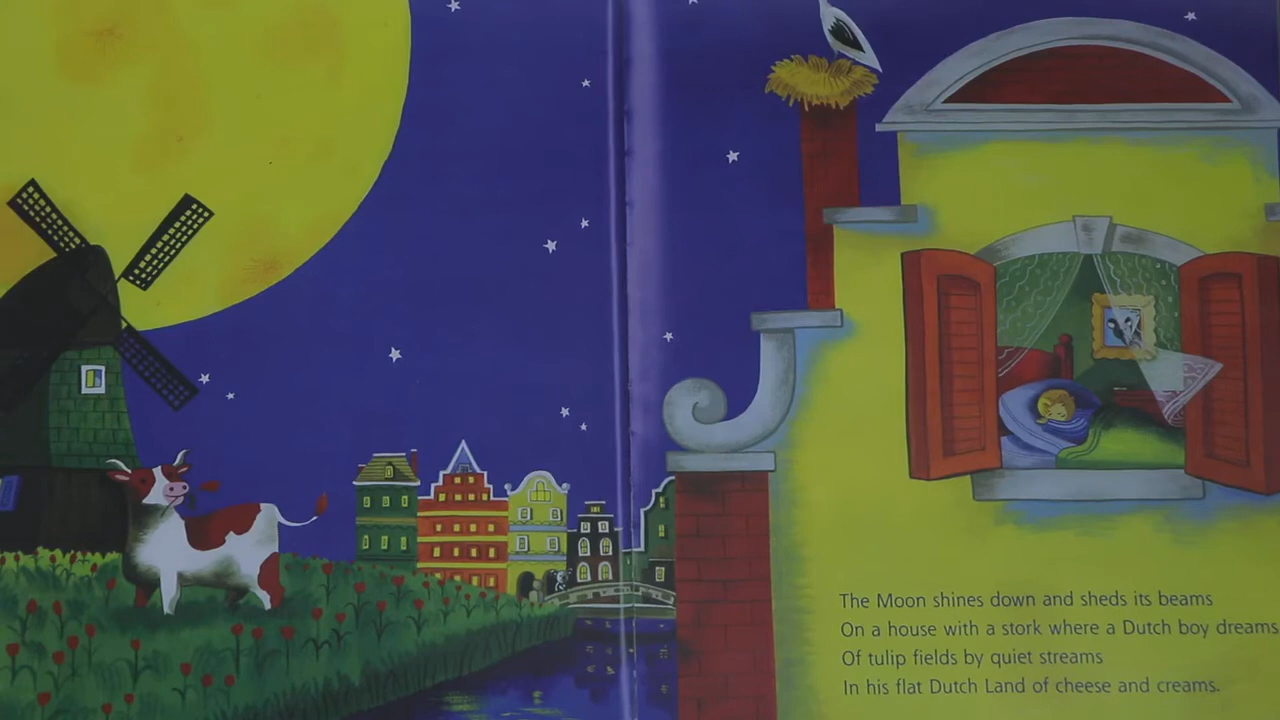 The Moon shines down and sheds its beams
On a house with a stork where a Dutch boy dreams
Of tulip fields by quiet streams
In his flat Dutch Land of cheese and creams.